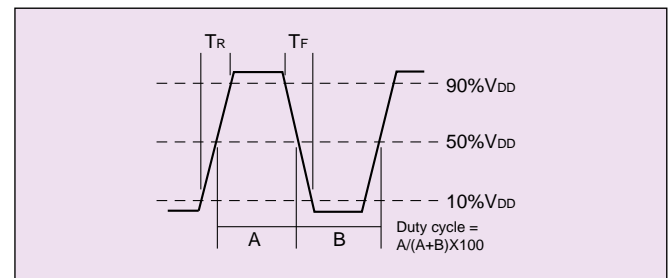 TR TF
90%VDD
50%VDD
10%VDD
A B
Duty cycle =
A/(A+B)X100